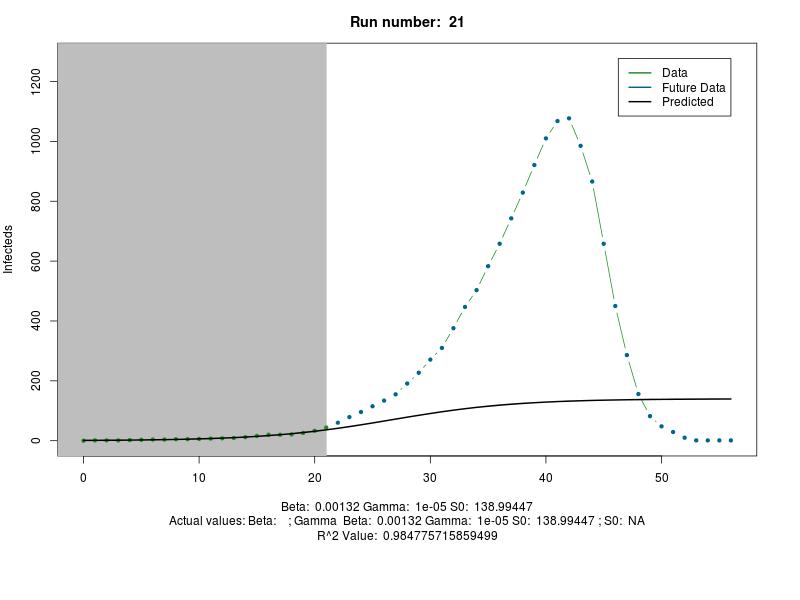 Run number: 21
Data
Future Data
Predicted
Infecteds
0
200
400
600
800
1000
1200
0 10 20 30 40 50
Beta: 0.00132 Gamma: 1e-05 S0: 138.99447
Actual values: Beta: ; Gamma Beta: 0.00132 Gamma: 1e-05 S0: 138.99447 ; S0: NA
R^2 Value: 0.984775715859499